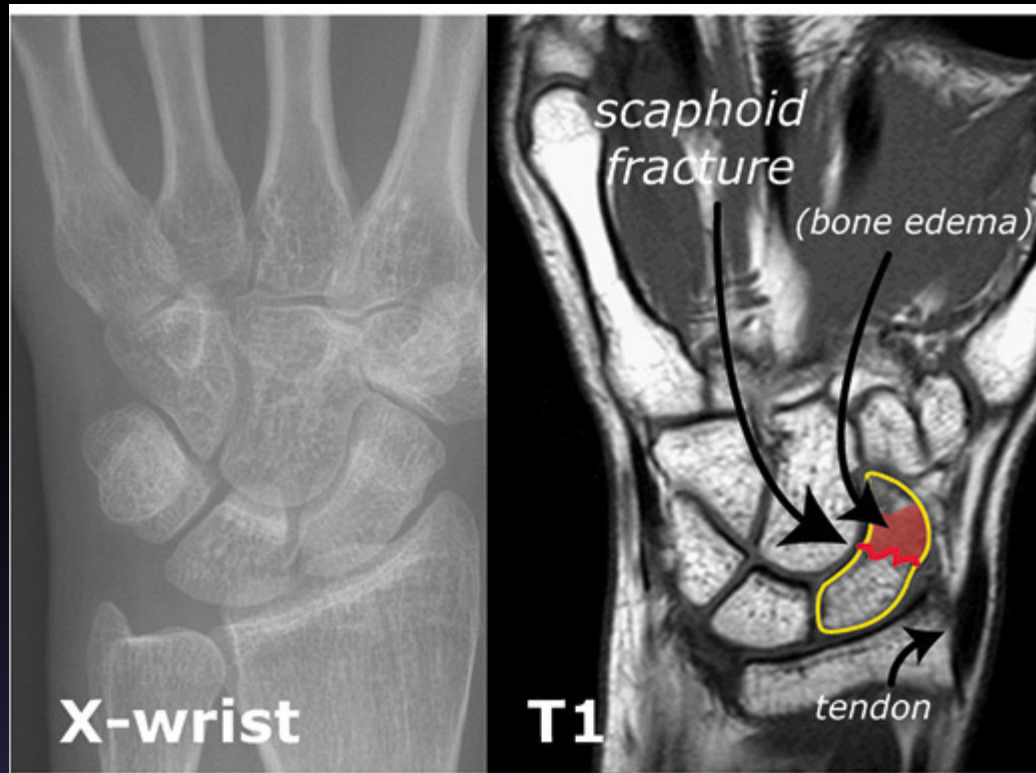 scaphoid
fracture
(bone edema)
tendon
X-wrist
T1